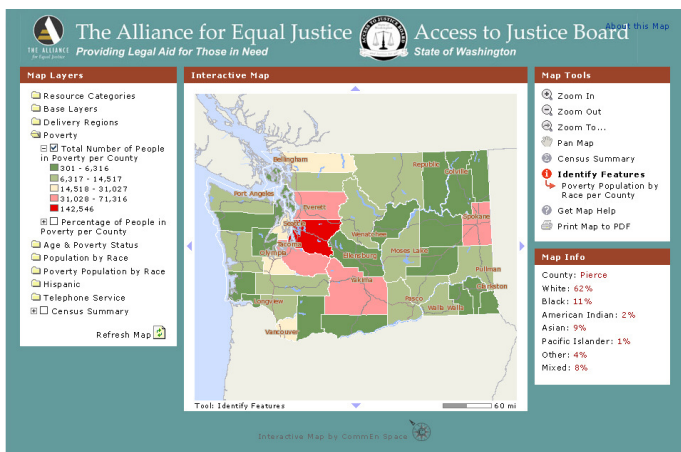 The Alliance for Equal Justice
Providing Legal Aid for Those in Need
THE ALLIANCE
for Equal Justice
Access to Justice Board
State of Washington
About this Map
Map Layers
Resource Categories
Base Layers
Delivery Regions
Poverty
Total Number of People
in Poverty per County
301 - 6,316
6,317 - 14,517
14,518 - 31,027
31,028 - 71,316
142,546
Percentage of People in
Poverty per County
Age & Poverty Status
Population by Race
Poverty Population by Race
Hispanic
Telephone Service
Census Summary
Refresh Map
Interactive Map
Bellingham
Republic
Colville
Port Angeles
Everett
Spokane
Seattle
Wenatchee
Tacoma
Olympia
Ellensburg
Moses Lake
Pullman
Yakima
Clarkston
Longview
Pasco
Walla Walla
Vancouver
Tool: Identify Features
60 mi
Map Tools
Zoom In
Zoom Out
Zoom To...
Pan Map
Census Summary
Identify Features
Poverty Population by
Race per County
Get Map Help
Print Map to PDF
Map Info
County: Pierce
White: 62%
Black: 11%
American Indian: 2%
Asian: 9%
Pacific Islander: 1%
Other: 4%
Mixed: 8%
Interactive Map by CommEn Space